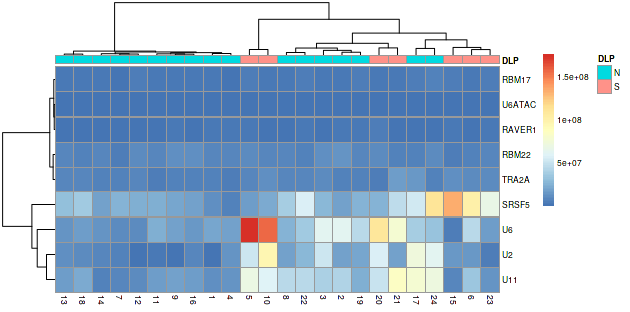 DLP
DLP
N
S
RBM17
U6ATAC
RAVER1
RBM22
TRA2A
SRSF5
U6
U2
U11
1.5e+08
1e+08
5e+07
13 18 14 7 12 11 9 16 1 4 5 10 8 22 3 2 19 20 21 17 24 15 6 23